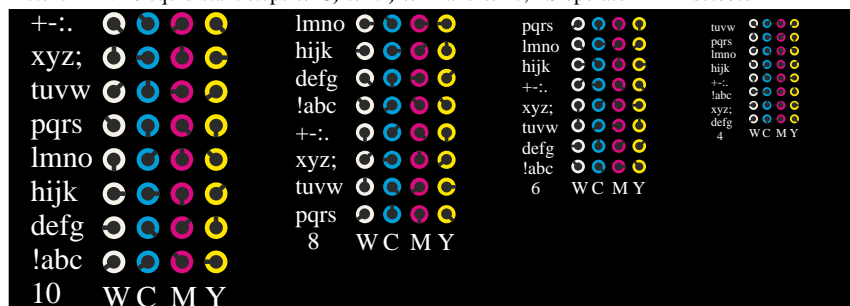 +-:.
xyz;
tuvw
pqrs
lmno
hijk
defg
!abc
10 W C M Y
lmno
hijk
defg
!abc
+-:.
xyz;
tuvw
pqrs
8 W C M Y
pqrs
lmno
hijk
+-:.
xyz;
tuvw
defg
!abc
6 W C M Y
tuvw
pqrs
lmno
hijk
+-:.
!abc
xyz;
defg
4 W C M Y